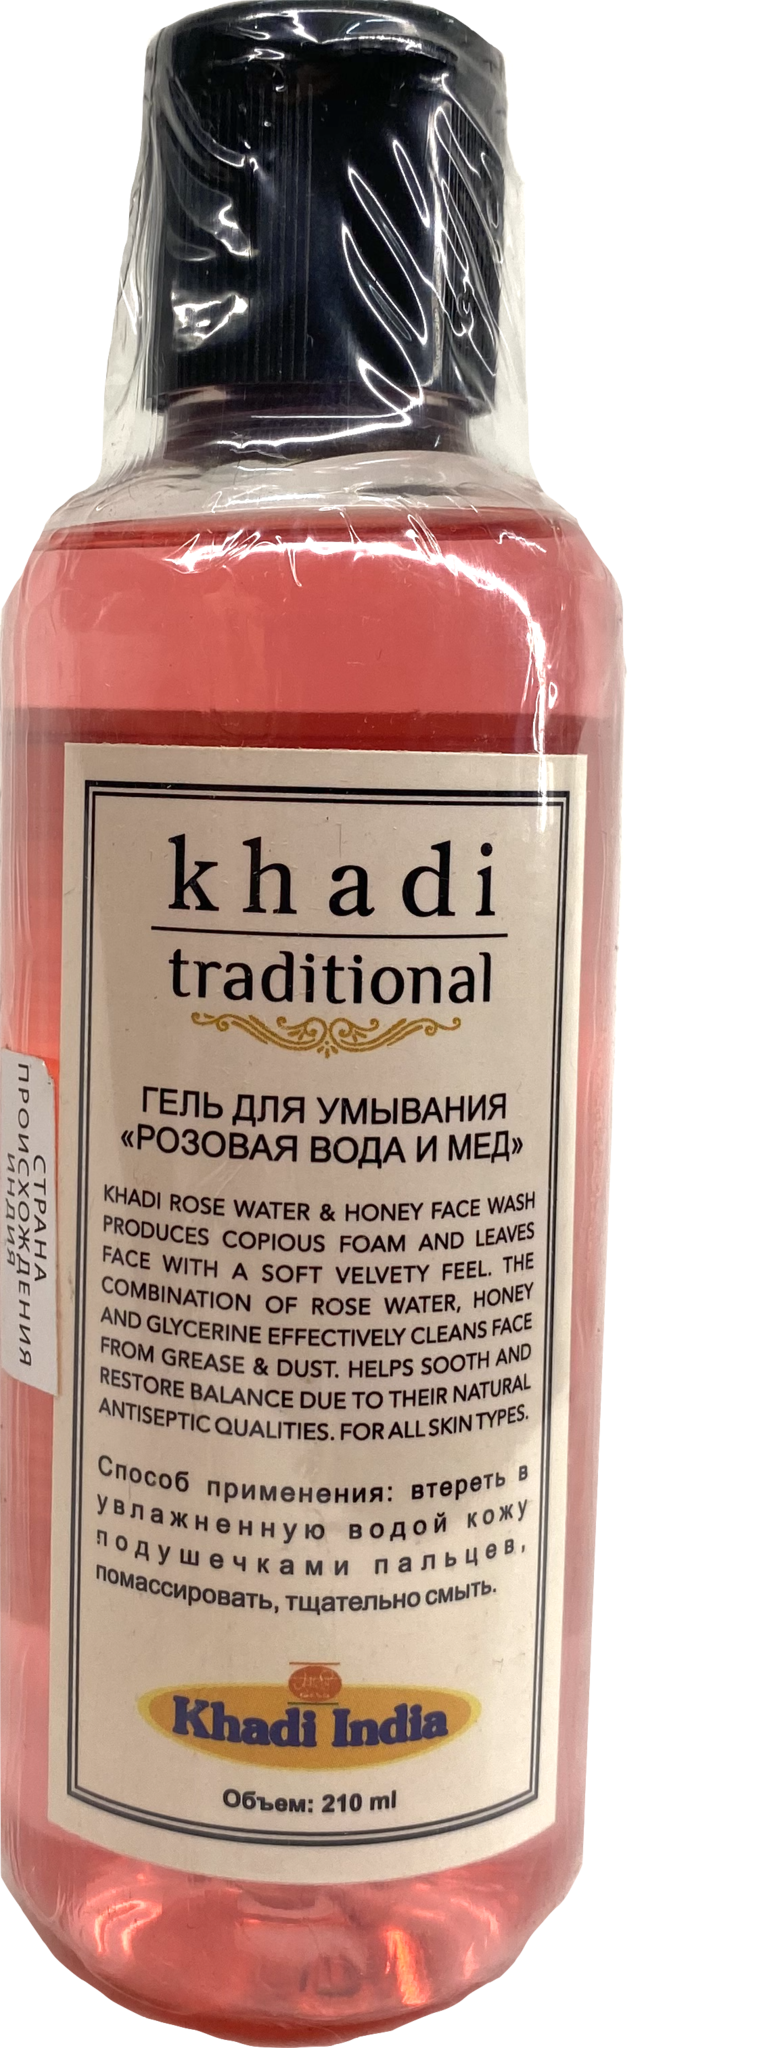 khadi
traditional
ГЕЛЬ ДЛЯ УМЫВАНИЯ
«РОЗОВАЯ ВОДА И МЕД»
KHADI ROSE WATER & HONEY FACE WASH
PRODUCES COPIOUS FOAM AND LEAVES
FACE WITH A SOFT VELVETY FEEL. THE
COMBINATION OF ROSE WATER, HONEY
AND GLYCERINE EFFECTIVELY CLEANS FACE
FROM GREASE & DUST. HELPS SOOTH AND
RESTORE BALANCE DUE TO THEIR NATURAL
ANTISEPTIC QUALITIES. FOR ALL SKIN TYPES.
Способ применения: втереть в
увлажненную водой кожу
подушечками пальцев,
помассировать, тщательно смыть.
Khadi India
Объем: 210 ml
СТРАНА
ПРОИСХОЖДЕНИЯ
ИНДИЯ